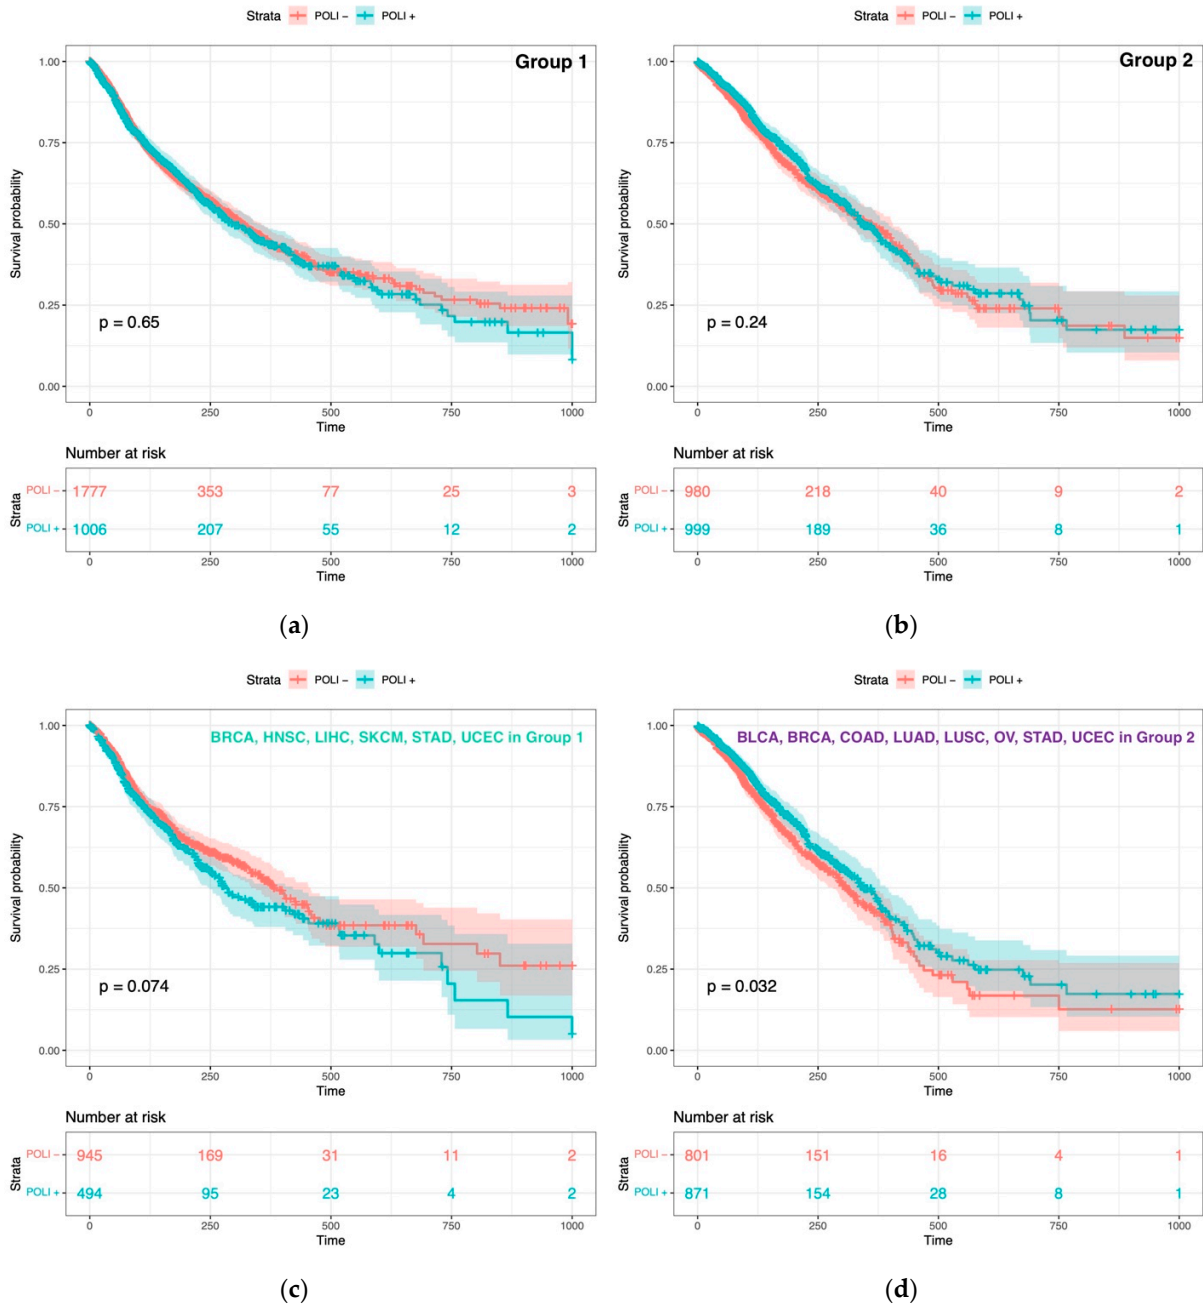 Strata POLI − POLI +
Group 1
Survival probability
1.00
0.75
0.50
0.25
0.00
p = 0.65
0 250 500 750 1000
Time
Number at risk
Strata
POLI − 1777 353 77 25 3
POLI + 1006 207 55 12 2
0 250 500 750 1000
Time
(a)
Strata POLI − POLI +
Group 2
Survival probability
1.00
0.75
0.50
0.25
0.00
p = 0.24
0 250 500 750 1000
Time
Number at risk
Strata
POLI − 980 218 40 9 2
POLI + 999 189 36 8 1
0 250 500 750 1000
Time
(b)
Strata POLI − POLI +
BRCA, HNSC, LIHC, SKCM, STAD, UCEC in Group 1
Survival probability
1.00
0.75
0.50
0.25
0.00
p = 0.074
0 250 500 750 1000
Time
Number at risk
Strata
POLI − 945 169 31 11 2
POLI + 494 95 23 4 2
0 250 500 750 1000
Time
(c)
Strata POLI − POLI +
BLCA, BRCA, COAD, LUAD, LUSC, OV, STAD, UCEC in Group 2
Survival probability
1.00
0.75
0.50
0.25
0.00
p = 0.032
0 250 500 750 1000
Time
Number at risk
Strata
POLI − 801 151 16 4 1
POLI + 871 154 28 8 1
0 250 500 750 1000
Time
(d)